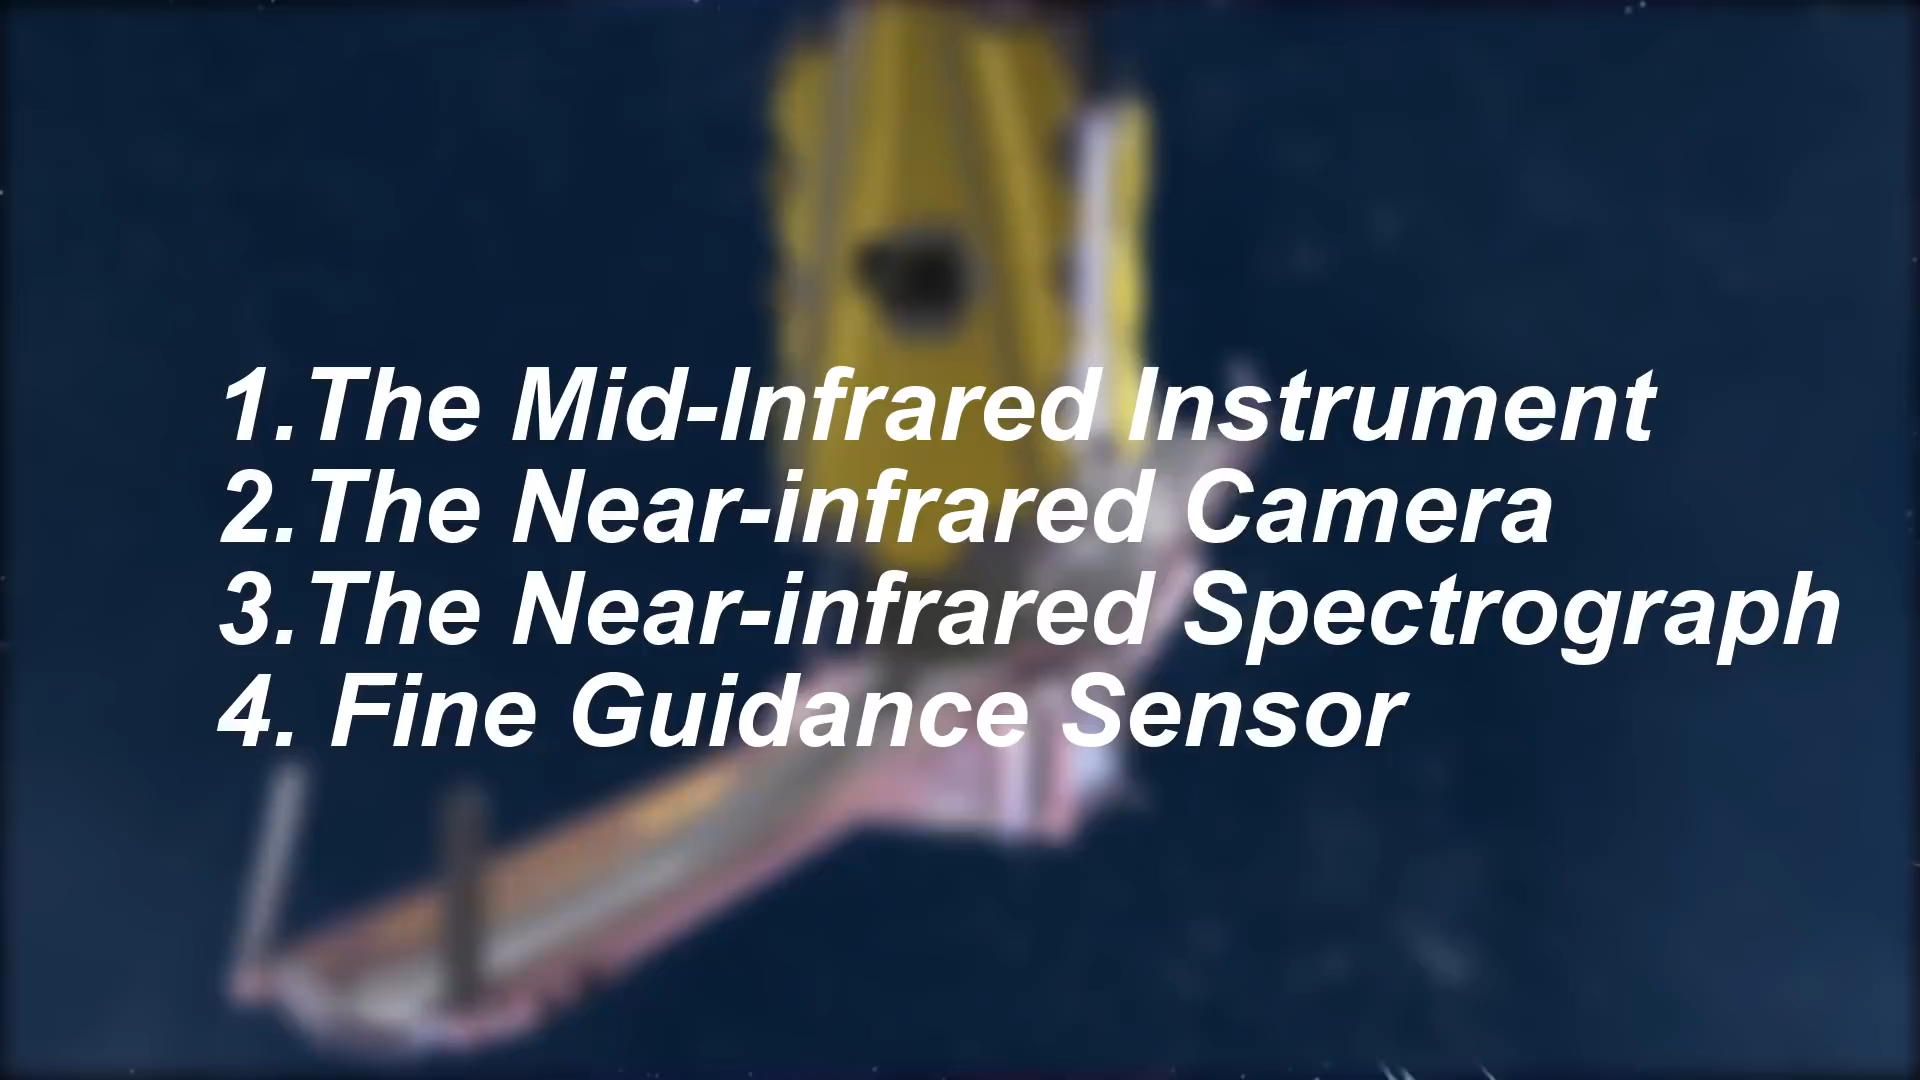 1.The Mid-Infrared Instrument
2.The Near-infrared Camera
3.The Near-infrared Spectrograph
4. Fine Guidance Sensor